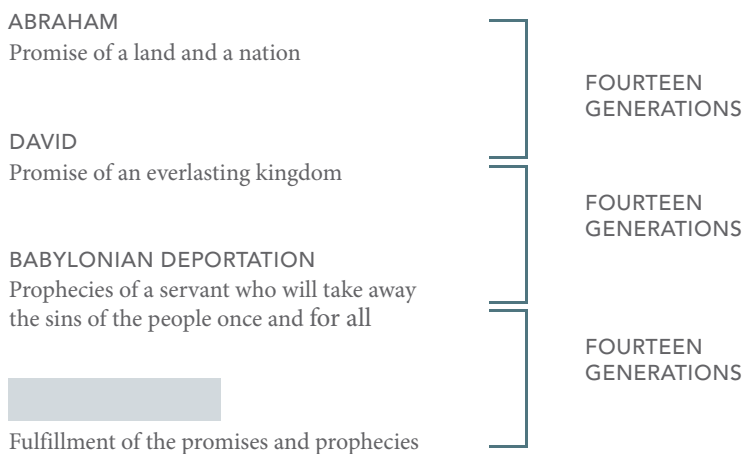 ABRAHAM
Promise of a land and a nation
FOURTEEN
GENERATIONS
DAVID
Promise of an everlasting kingdom
FOURTEEN
GENERATIONS
BABYLONIAN DEPORTATION
Prophecies of a servant who will take away
the sins of the people once and for all
FOURTEEN
GENERATIONS
Fulfillment of the promises and prophecies